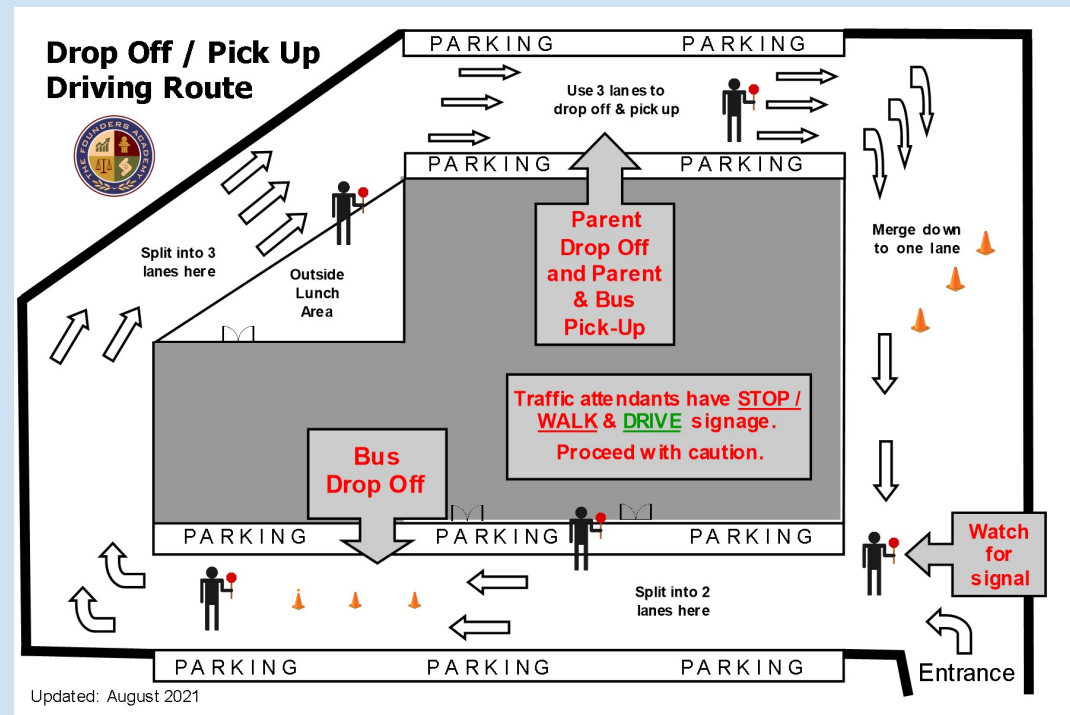 Drop Off / Pick Up
Driving Route
THE FOUNDERS ACADEMY
PARKING PARKING
Use 3 lanes to
drop off & pick up
PARKING PARKING
Split into 3
lanes here
Outside
Lunch
Area
Parent
Drop Off
and Parent
& Bus
Pick-Up
Merge down
to one lane
Traffic attendants have STOP /
WALK & DRIVE signage.
Proceed with caution.
Bus
Drop Off
PARKING PARKING PARKING
Watch
for
signal
Split into 2
lanes here
PARKING PARKING PARKING
Entrance
Updated: August 2021